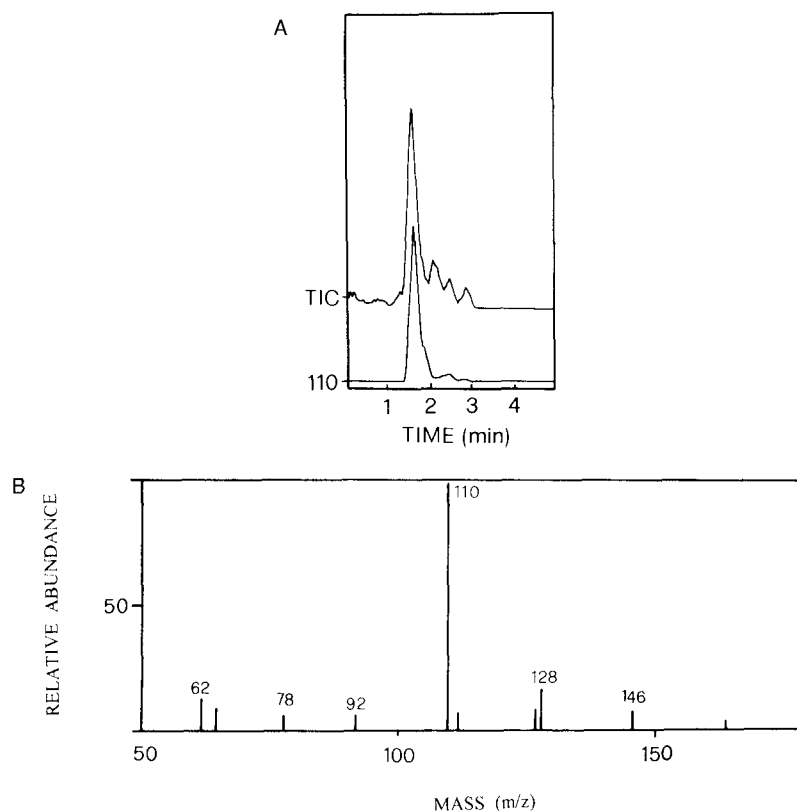 A
TIC
110
1 2 3 4
TIME (min)
B
RELATIVE ABUNDANCE
50
62
78
92
110
128
146
50 100 150
MASS (m/z)